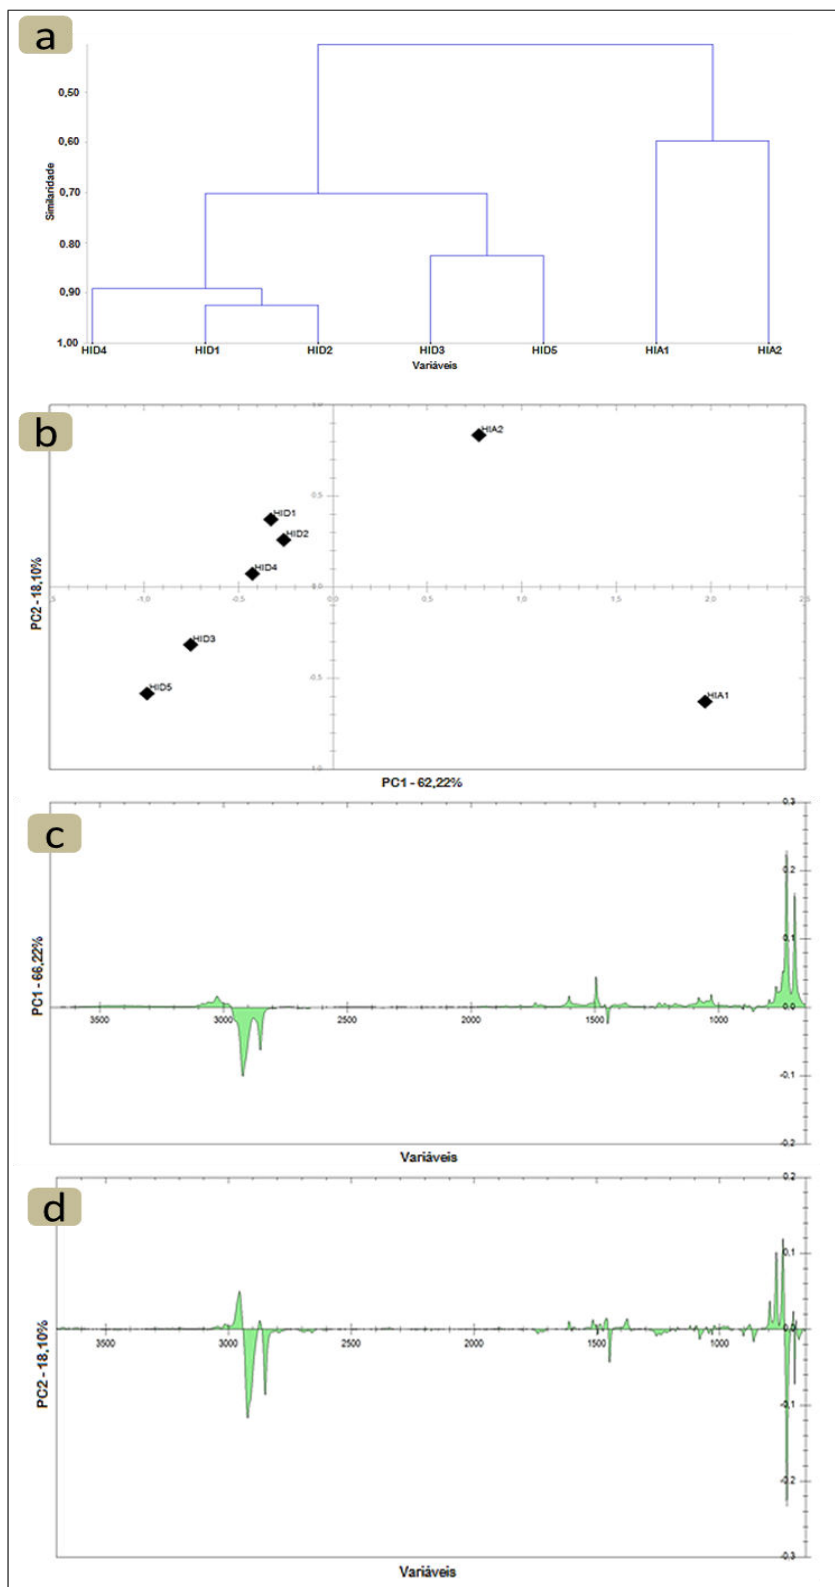 a
0,50
0,60
0,70
0.80
0,90
1,00
Similaridade
HID4 HID1 HID2 HID3 HID5 HIA1 HIA2
Variáveis
b
HIA2
0,5
HID1
HID2
HID4
0,0
-1,0 -0,5 0,0 0,5 1,0 1,5 2,0 2,5
HID3
-0,5
HID5
HIA1
-1,0
PC2 - 18,10%
PC1 - 62,22%
c
0,3
0,2
0,1
0,0
3500 3000 2500 2000 1500 1000
-0,1
-0,2
PC1 - 66,22%
Variáveis
d
0,2
0,1
0,0
3500 3000 2500 2000 1500 1000
-0,1
-0,2
-0,3
PC2 - 18,10%
Variáveis